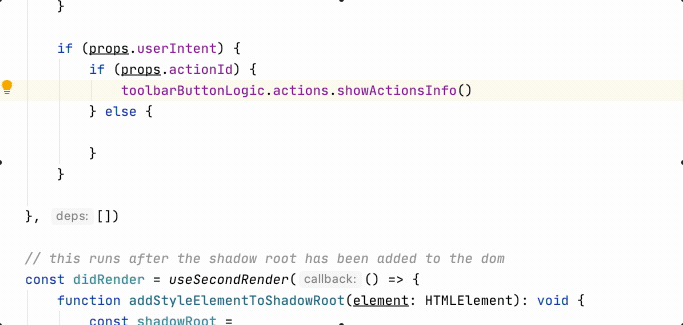 }
if (props.userIntent) {
if (props.actionId) {
toolbarButtonLogic.actions.showActionsInfo()
} else {
}
}
}, deps: [])
// this runs after the shadow root has been added to the dom
const didRender = useSecondRender( callback: () => {
function addStyleElementToShadowRoot(element: HTMLElement): void {
const shadowRoot =